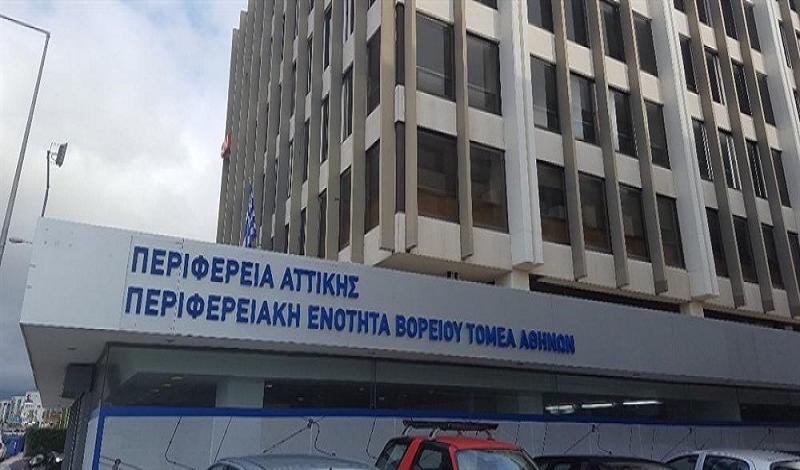 ΠΕΡΙΦΕΡΕΙΑ ΑΤΤΙΚΗΣ
ΠΕΡΙΦΕΡΕΙΑΚΗ ΕΝΟΤΗΤΑ ΒΟΡΕΙΟΥ ΤΟΜΕΑ ΑΘΗΝΩΝ